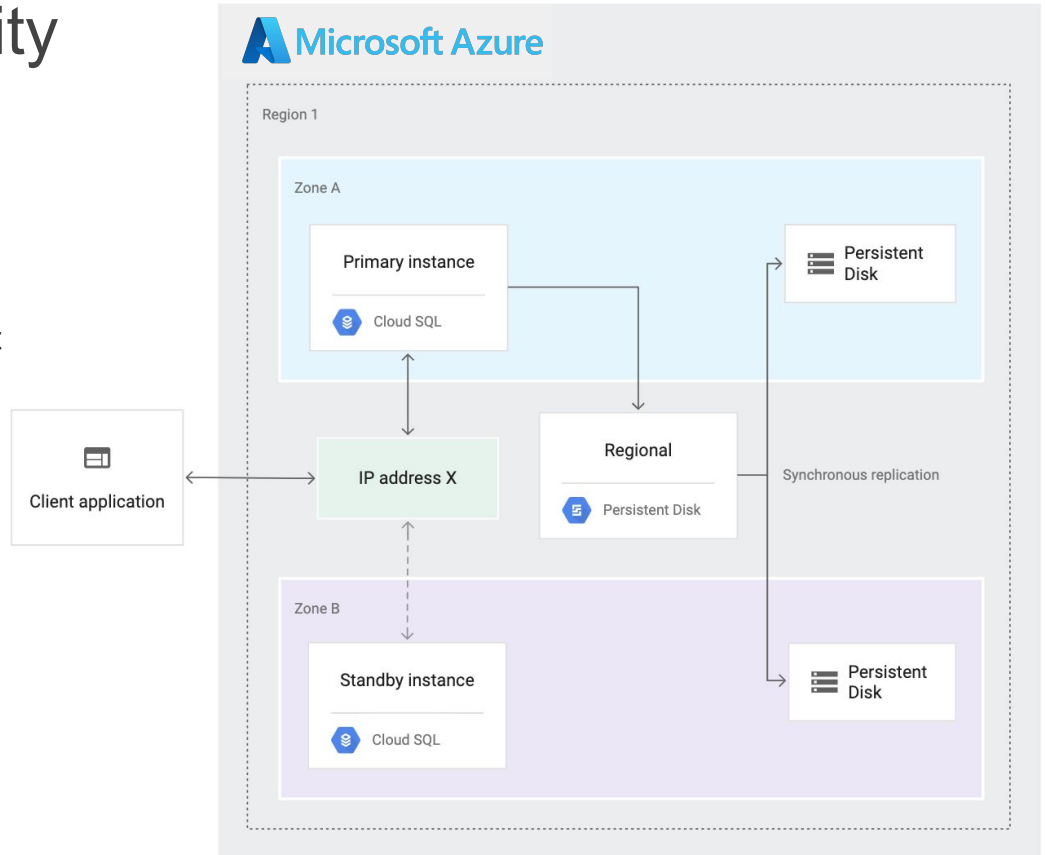 ity
Microsoft Azure
Region 1
Zone A
Primary instance
Cloud SQL
Persistent
Disk
Client application
IP address X
Regional
Persistent Disk
Synchronous replication
Zone B
Standby instance
Cloud SQL
Persistent
Disk